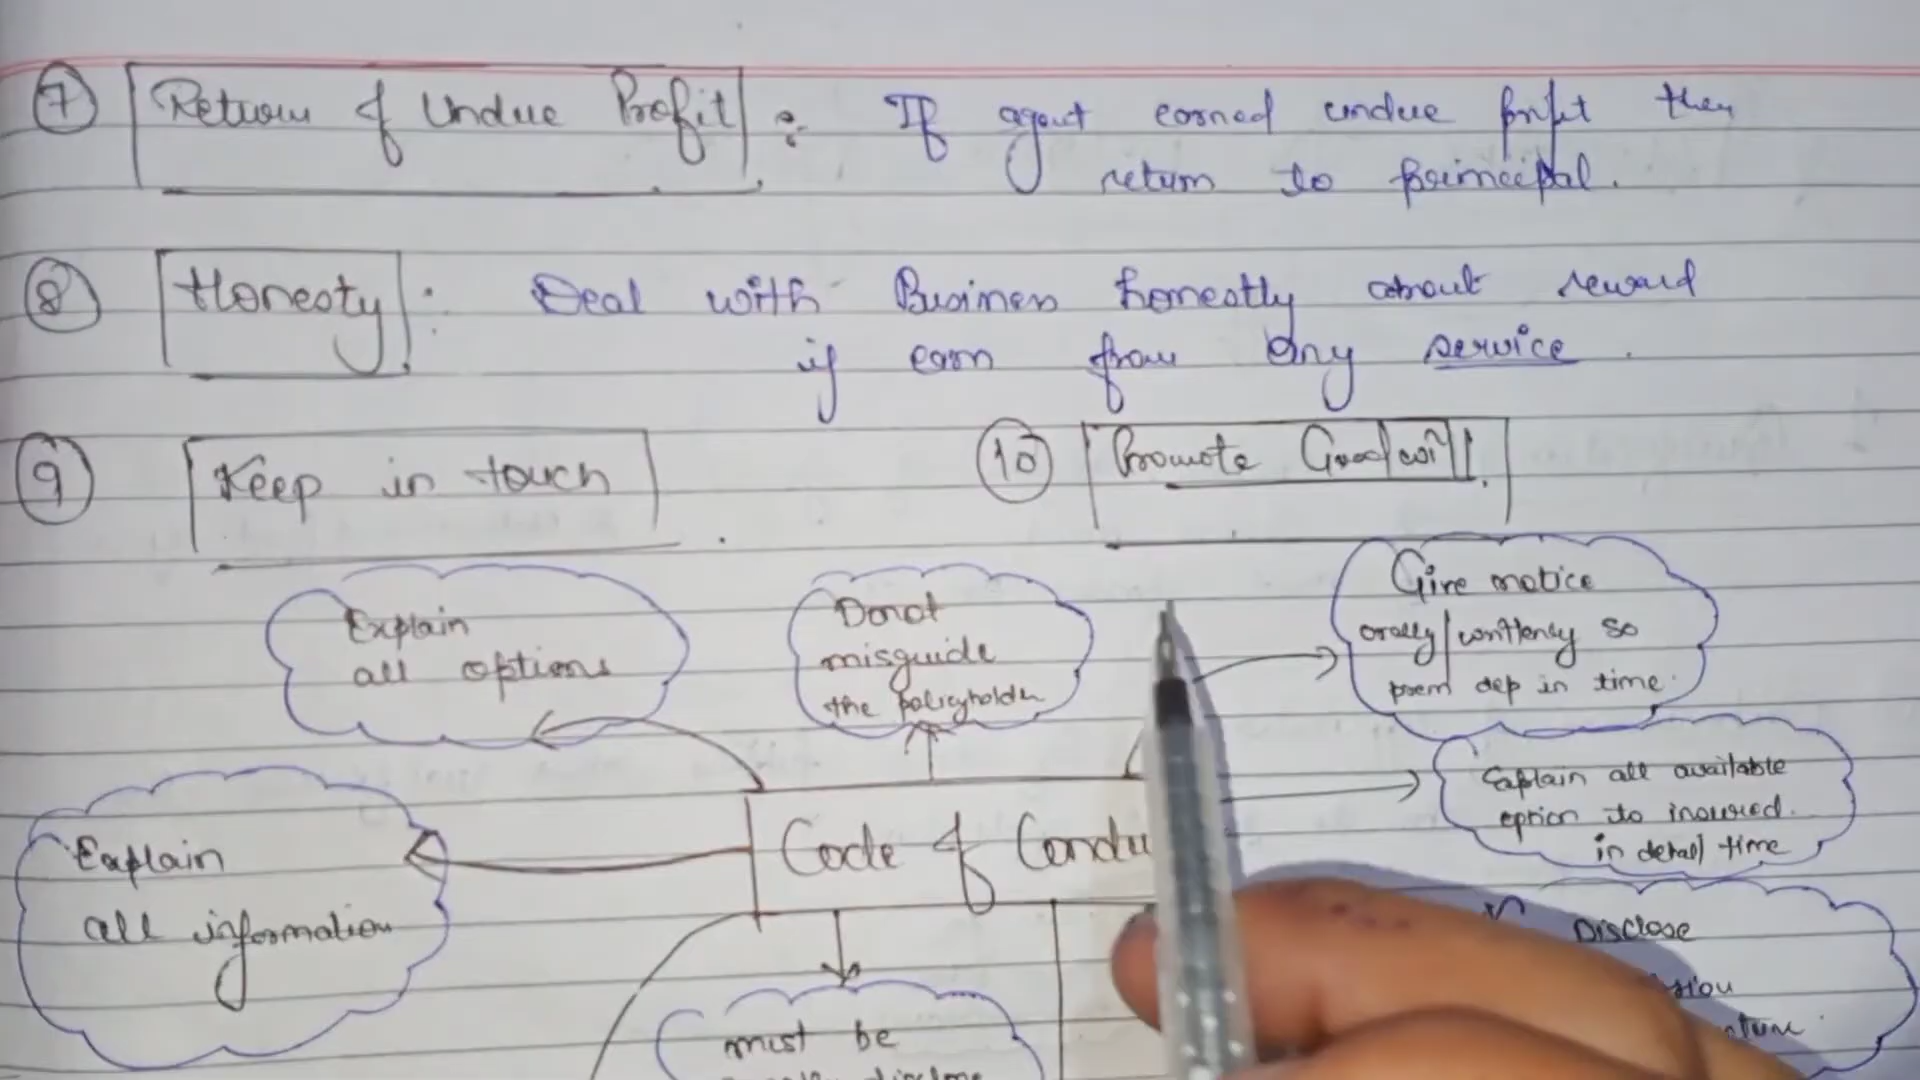 7 Return of Undue Profit : If agent earned undue profit then
return to principal.
8 Honesty : Deal with Business honestly about reward
if earn from any service.
9 Keep in touch
10 Promote Goodwill
Explain
all options
Donot
misguide
the policyholder
Give notice
orally/writtenly so
prem dep in time.
Explain all available
option to insured.
in detail time
Explain
all information
Code of Condu
Disclose
must be